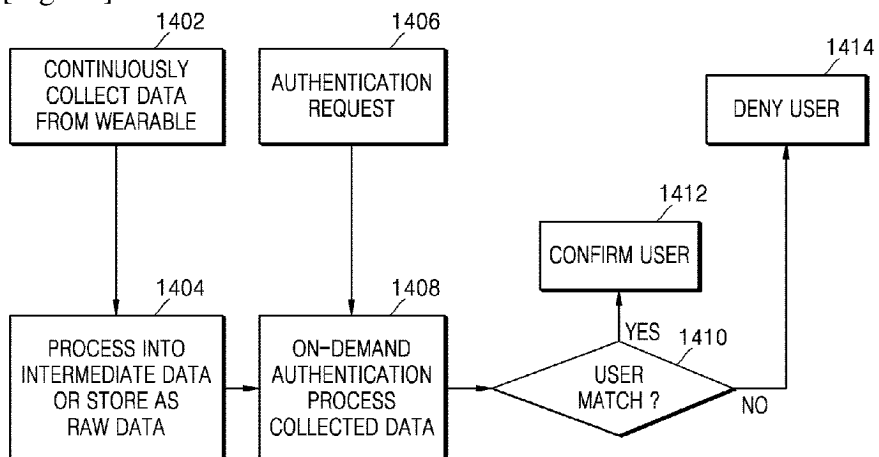 1402
CONTINUOUSLY
COLLECT DATA
FROM WEARABLE
1406
AUTHENTICATION
REQUEST
1414
DENY USER
1412
CONFIRM USER
1404
PROCESS INTO
INTERMEDIATE DATA
OR STORE AS
RAW DATA
1408
ON-DEMAND
AUTHENTICATION
PROCESS
COLLECTED DATA
YES
1410
USER
MATCH ?
NO